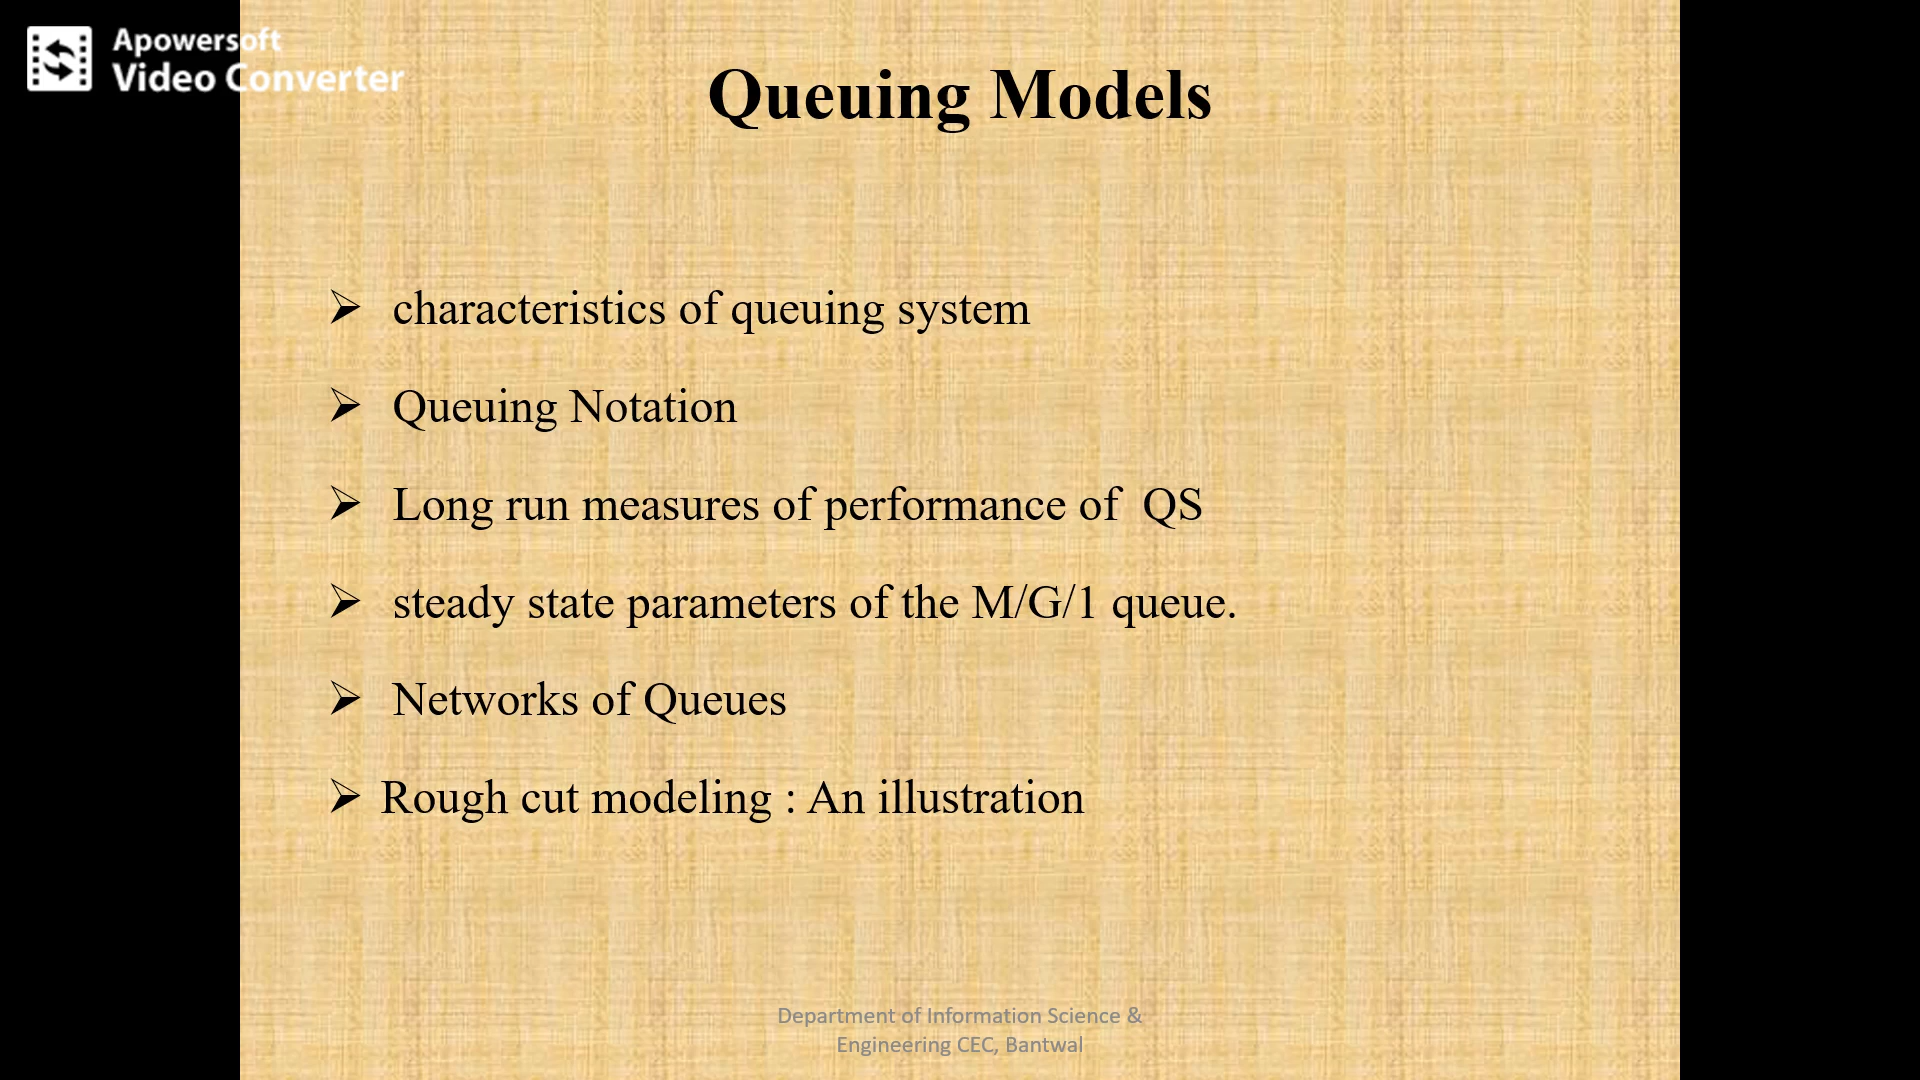 Apowersoft
Video Converter
Queuing Models
characteristics of queuing system
Queuing Notation
Long run measures of performance of QS
steady state parameters of the M/G/1 queue.
Networks of Queues
Rough cut modeling : An illustration
Department of Information Science &
Engineering CEC, Bantwal